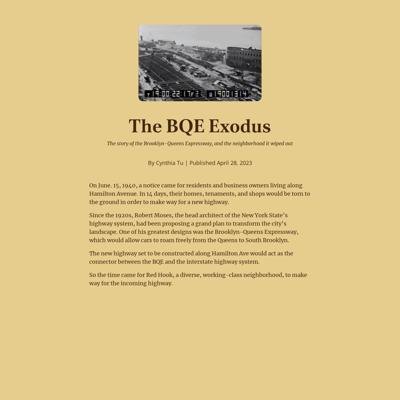 The BQE Exodus
The story of the Brooklyn-Queens Expressway, and the neighborhood it wiped out
By Cynthia Tu | Published April 28, 2023
On June. 15, 1940, a notice came for residents and business owners living along
Hamilton Avenue. In 14 days, their homes, tenaments, and shops would be torn to
the ground in order to make way for a new highway.
Since the 1920s, Robert Moses, the head architect of the New York State's
highway system, had been proposing a grand plan to transform the city's
landscape. One of his greatest designs was the Brooklyn-Queens Expressway,
which would allow cars to roam freely from the Queens to South Brooklyn.
The new highway set to be constructed along Hamilton Ave would act as the
connector between the BQE and the interstate highway system.
So the time came for Red Hook, a diverse, working-class neighborhood, to make
way for the incoming highway.